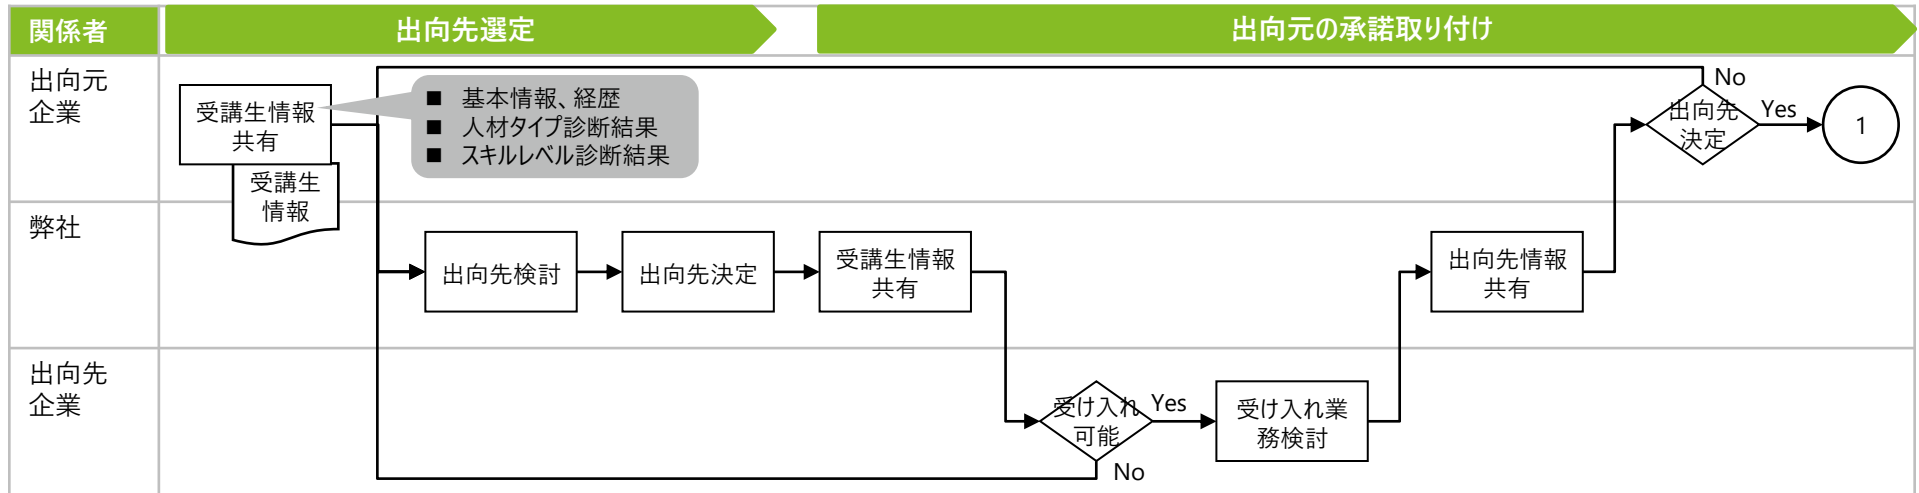 関係者
出向先選定
出向元の承諾取り付け
出向元
企業
受講生情報
共有
■ 基本情報、経歴
■ 人材タイプ診断結果
■ スキルレベル診断結果
受講生
情報
No
出向先
決定
Yes
1
弊社
出向先検討
出向先決定
受講生情報
共有
出向先情報
共有
出向先
企業
受け入れ
可能
Yes
No
受け入れ業
務検討